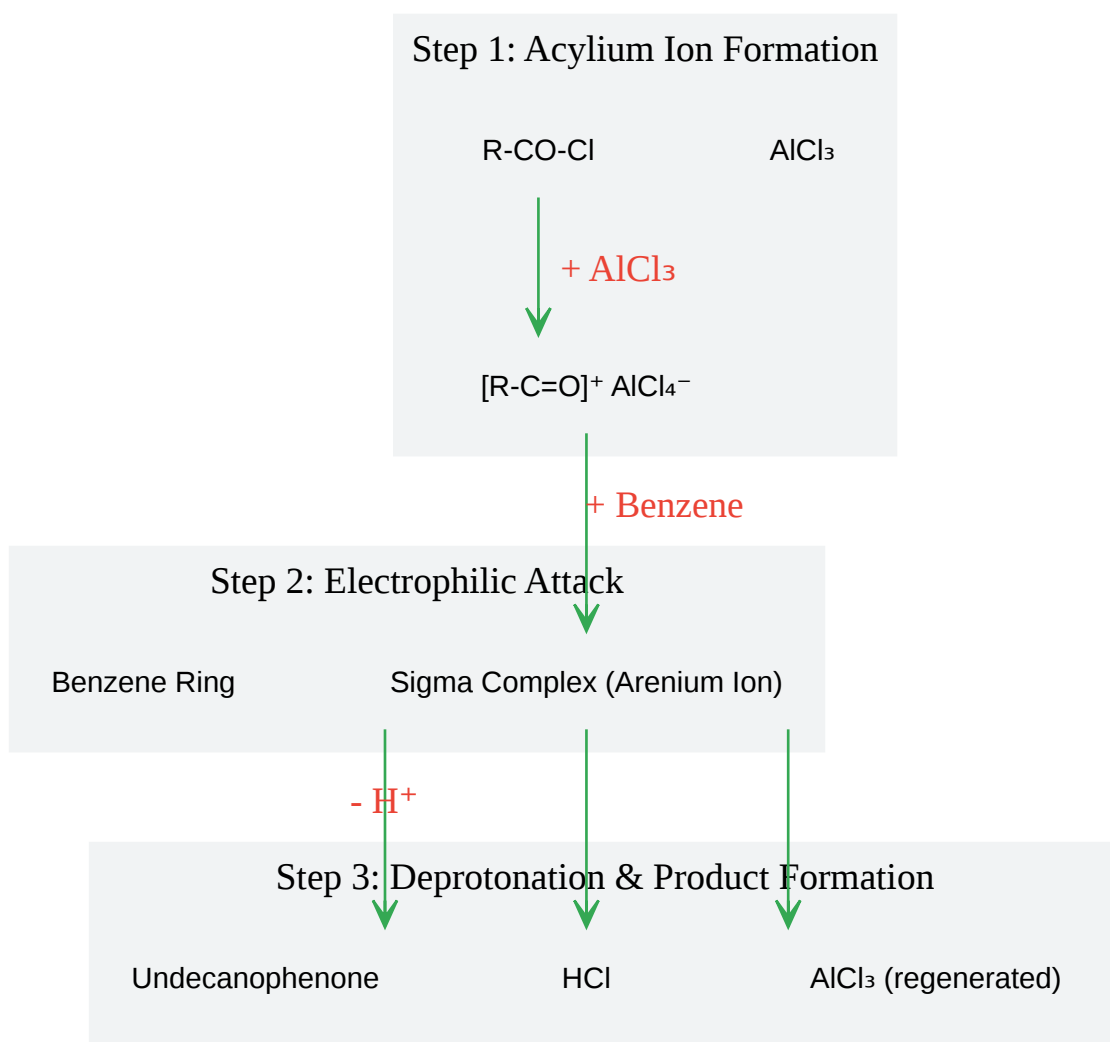 Step 1: Acylium Ion Formation
R-CO-Cl
AlCl₃
+ AlCl₃
[R-C=O]⁺ AlCl₄⁻
+ Benzene
Step 2: Electrophilic Attack
Benzene Ring
Sigma Complex (Arenium Ion)
- H⁺
Step 3: Deprotonation & Product Formation
Undecanophenone
HCl
AlCl₃ (regenerated)